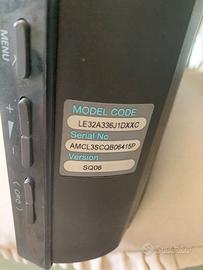 MENU
+
-
MODEL CODE
LE32A336J1DXXC
Serial No.
AMCL3SCQB06415P
Version
SQ06